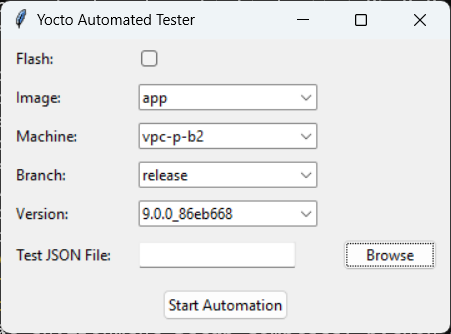 Yocto Automated Tester
Flash:
Image: app
Machine: vpc-p-b2
Branch: release
Version: 9.0.0_86eb668
Test JSON File: Browse
Start Automation